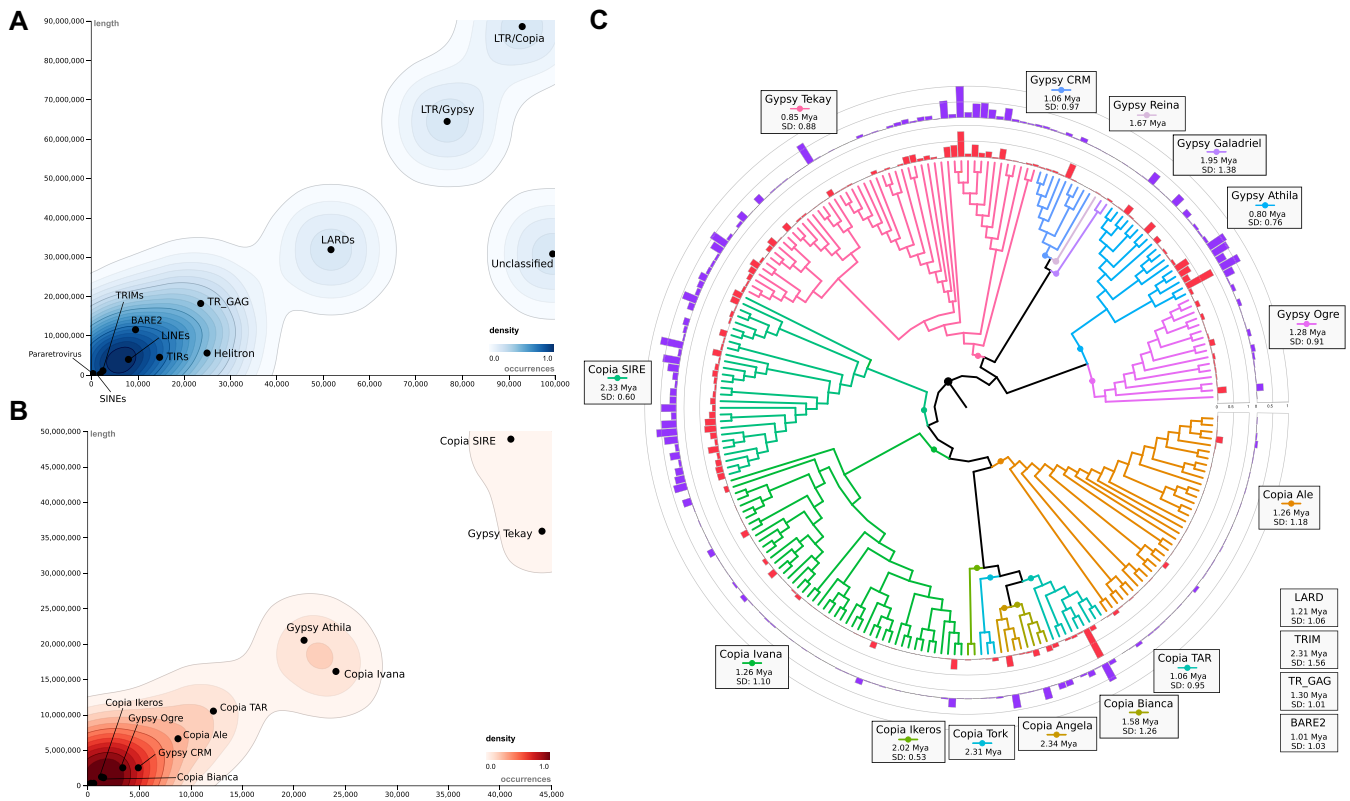 A
length
90,000,000
80,000,000
70,000,000
60,000,000
50,000,000
40,000,000
30,000,000
20,000,000
10,000,000
0
LTR/Copia
LTR/Gypsy
LARDs
Unclassified
TRIMs
TR_GAG
BARE2
LINEs
TIRs
Helitron
Pararetrovirus
SINEs
density
0.0 1.0
occurrences
0 10,000 20,000 30,000 40,000 50,000 60,000 70,000 80,000 90,000 100,000
B
length
50,000,000
45,000,000
40,000,000
35,000,000
30,000,000
25,000,000
20,000,000
15,000,000
10,000,000
5,000,000
0
Copia SIRE
Gypsy Tekay
Gypsy Athila
Copia Ivana
Copia Ikeros
Copia TAR
Gypsy Ogre
Copia Ale
Gypsy CRM
Copia Bianca
density
0.0 1.0
occurrences
0 5,000 10,000 15,000 20,000 25,000 30,000 35,000 40,000 45,000
C
Gypsy Tekay
0.85 Mya
SD: 0.88
Gypsy CRM
1.06 Mya
SD: 0.97
Gypsy Reina
1.67 Mya
Gypsy Galadriel
1.95 Mya
SD: 1.38
Gypsy Athila
0.80 Mya
SD: 0.76
Gypsy Ogre
1.28 Mya
SD: 0.91
Copia SIRE
2.33 Mya
SD: 0.60
0 0.5 1 0 0.5 1
Copia Ale
1.26 Mya
SD: 1.18
Copia Ivana
1.26 Mya
SD: 1.10
Copia Ikeros
2.02 Mya
SD: 0.53
Copia Tork
2.31 Mya
Copia Angela
2.34 Mya
Copia Bianca
1.58 Mya
SD: 1.26
Copia TAR
1.06 Mya
SD: 0.95
LARD
1.21 Mya
SD: 1.06
TRIM
2.31 Mya
SD: 1.56
TR_GAG
1.30 Mya
SD: 1.01
BARE2
1.01 Mya
SD: 1.03